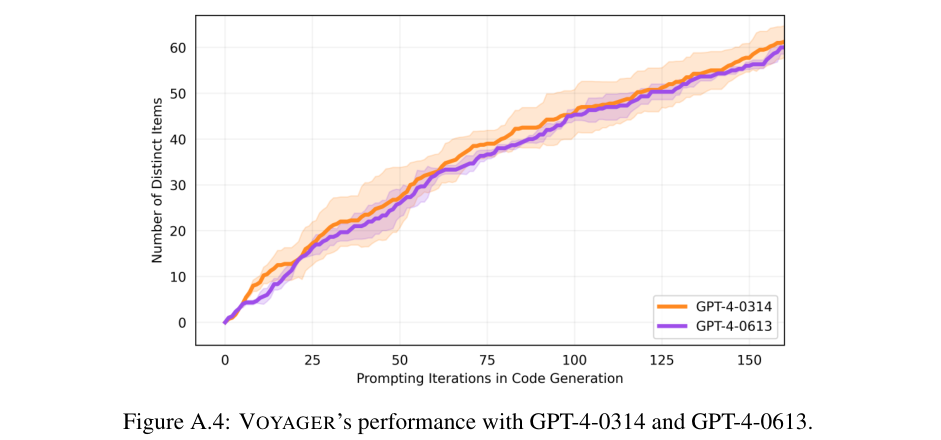 60
50
40
30
20
10
0
Number of Distinct Items
GPT-4-0314
GPT-4-0613
0 25 50 75 100 125 150
Prompting Iterations in Code Generation
Figure A.4: VOYAGER's performance with GPT-4-0314 and GPT-4-0613.